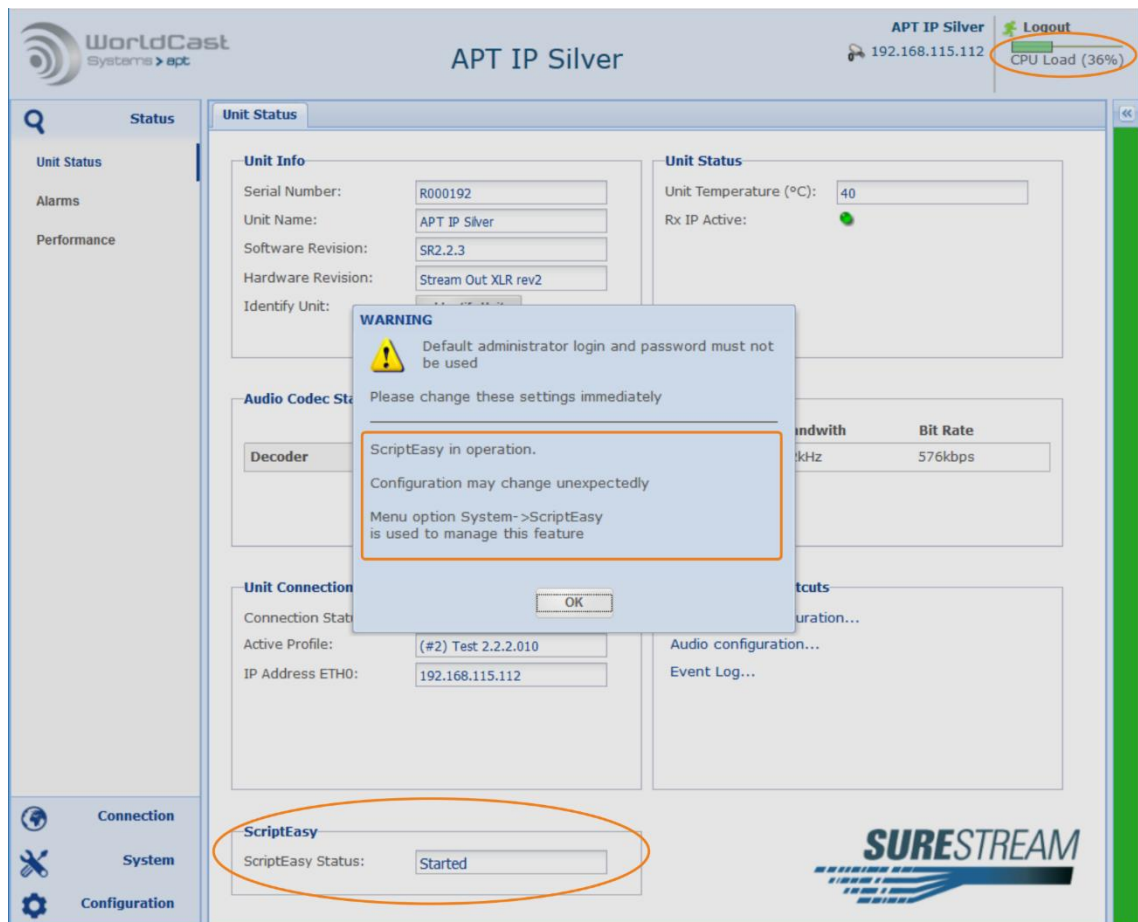 WorldCast
Systems > apt
APT IP Silver
APT IP Silver
192.168.115.112
Logout
CPU Load (36%)
Status
Unit Status
Alarms
Performance
Unit Status
Unit Info
Serial Number: R000192
Unit Name: APT IP Silver
Software Revision: SR2.2.3
Hardware Revision: Stream Out XLR rev2
Identify Unit:
Unit Status
Unit Temperature (°C): 40
Rx IP Active:
WARNING
Default administrator login and password must not
be used
Please change these settings immediately
ScriptEasy in operation.
Configuration may change unexpectedly
Menu option System->ScriptEasy
is used to manage this feature
OK
Audio Codec Sta
ndwith Bit Rate
Decoder kHz 576kbps
Unit Connection
Connection Statu
Active Profile: (#2) Test 2.2.2.010
IP Address ETH0: 192.168.115.112
tcuts
uration...
Audio configuration...
Event Log...
ScriptEasy
ScriptEasy Status: Started
Connection
System
Configuration
SURESTREAM